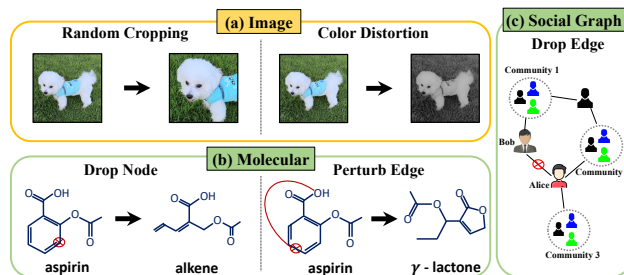 (a) Image
Random Cropping
Color Distortion
(b) Molecular
Drop Node
Perturb Edge
OH
O
O
O
aspirin
OH
O
O
O
alkene
OH
O
O
O
aspirin
O
O
O
O
γ - lactone
(c) Social Graph
Drop Edge
Community 1
Bob
Community
Alice
Community 3